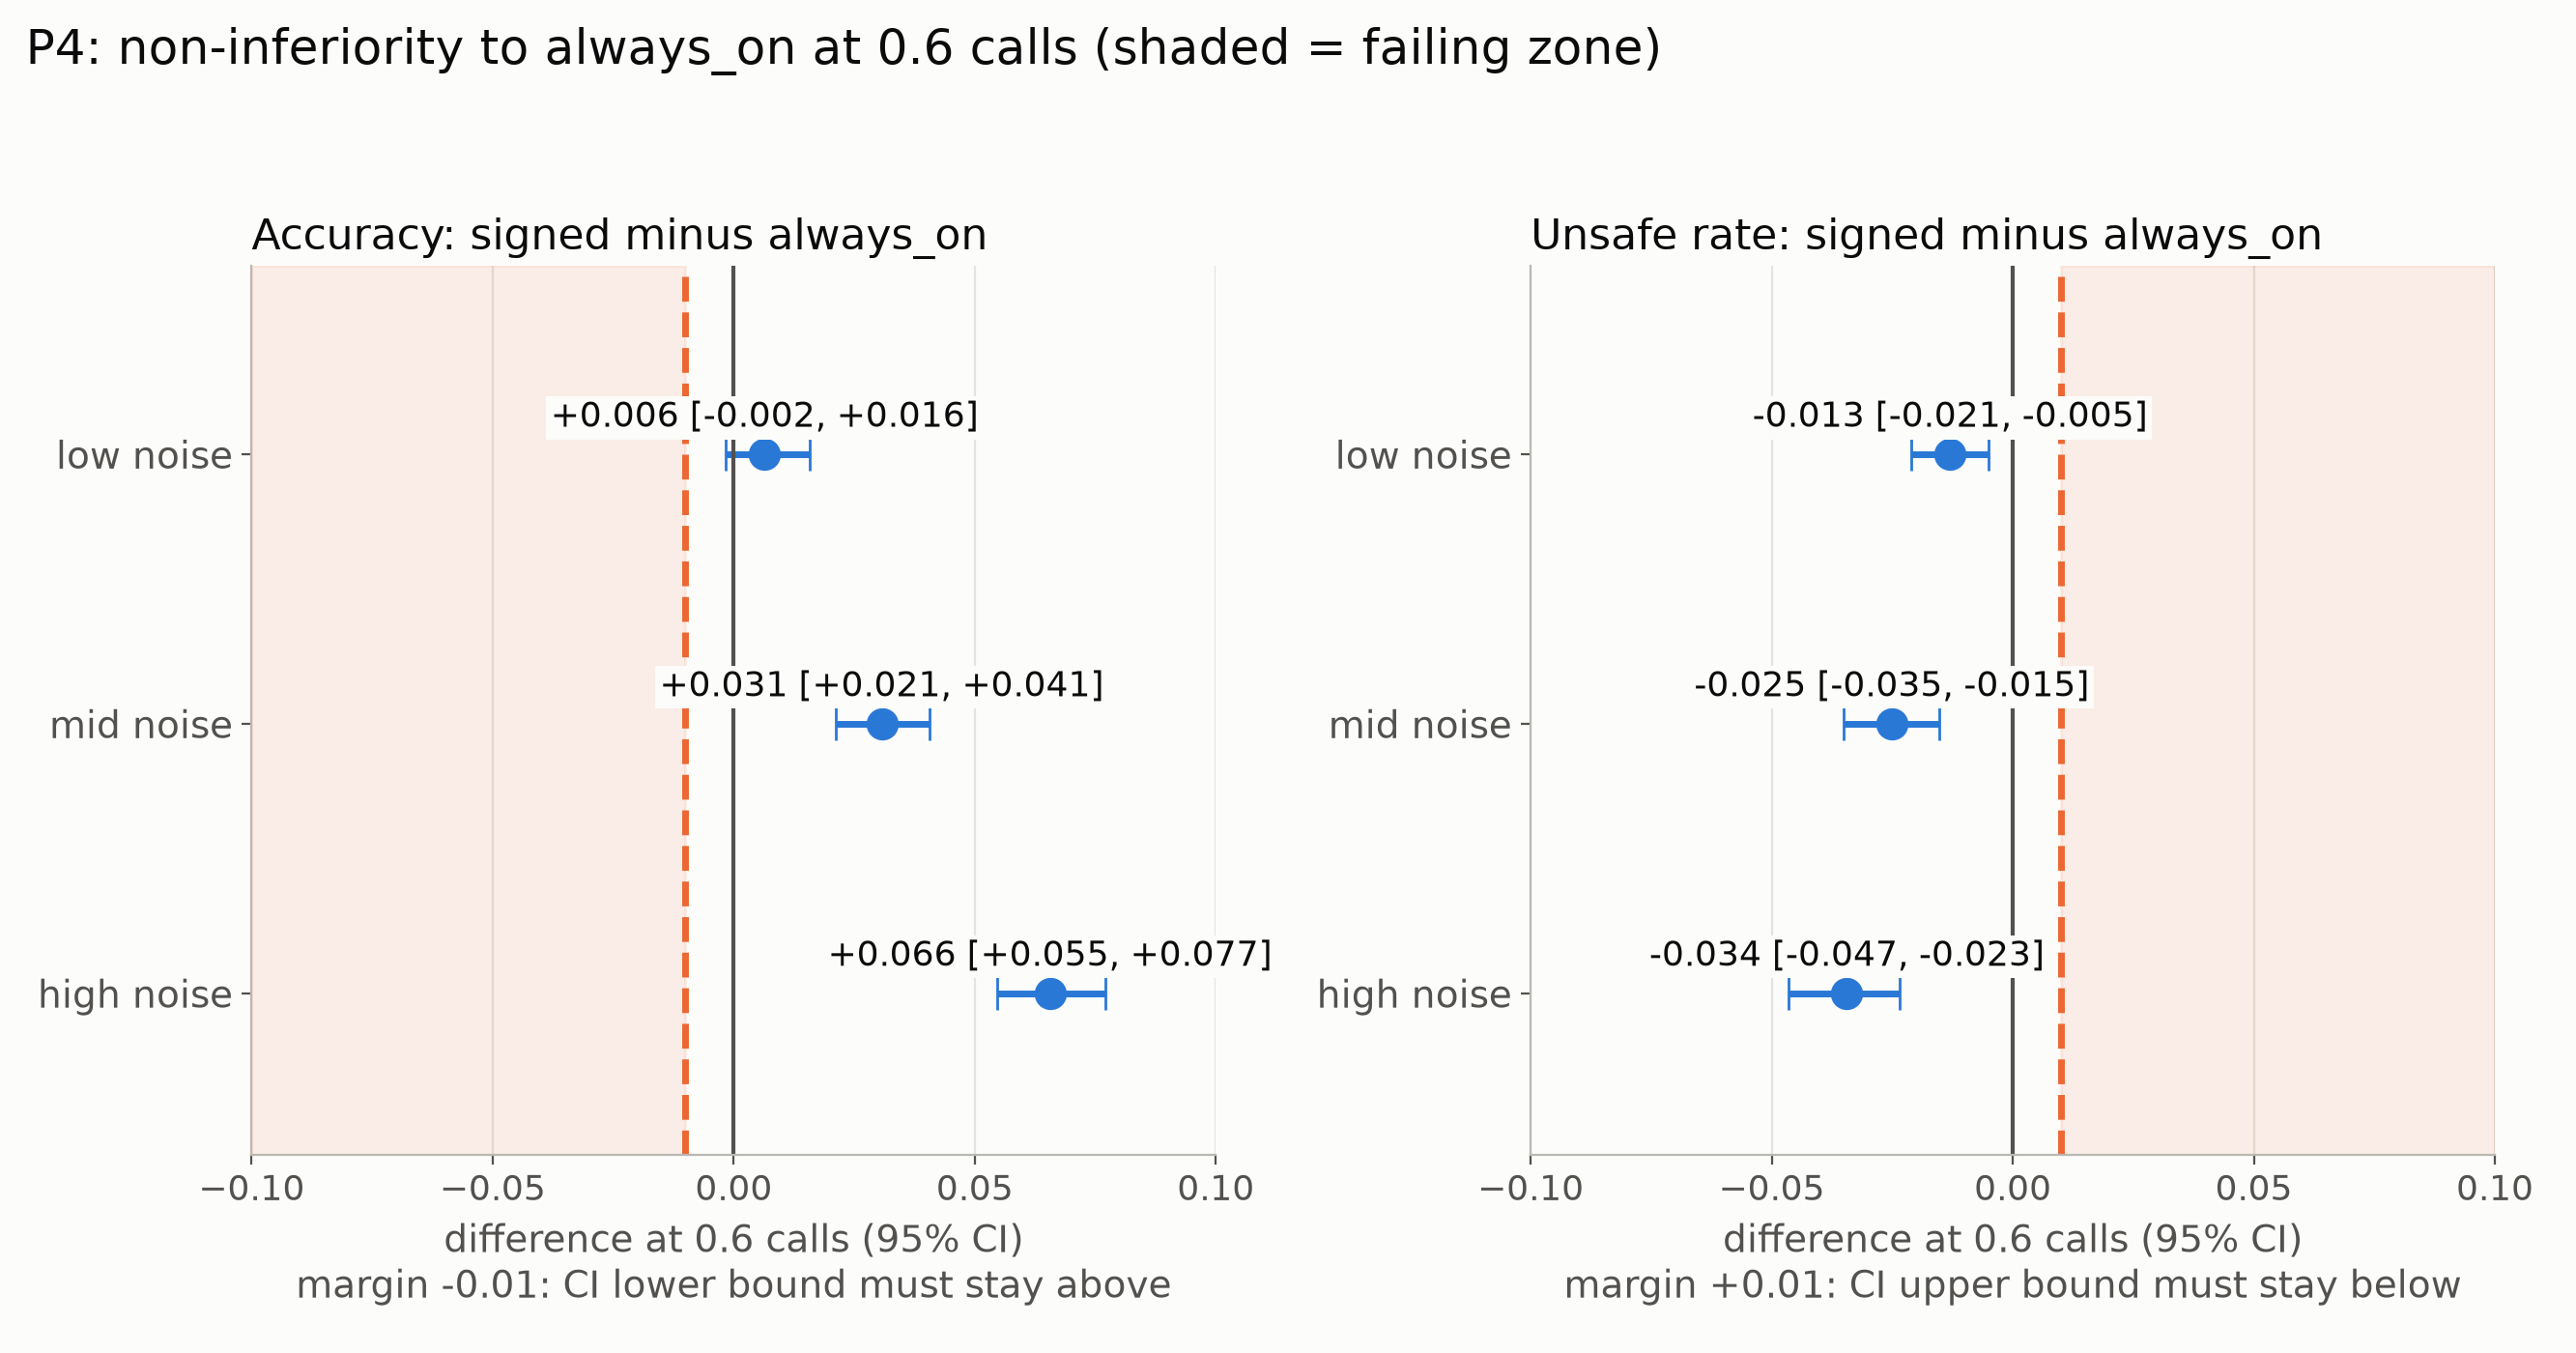 P4: non-inferiority to always_on at 0.6 calls (shaded = failing zone)
Accuracy: signed minus always_on
+0.006 [-0.002, +0.016]
low noise
+0.031 [+0.021, +0.041]
mid noise
+0.066 [+0.055, +0.077]
high noise
−0.10 −0.05 0.00 0.05 0.10
difference at 0.6 calls (95% CI)
margin -0.01: CI lower bound must stay above
Unsafe rate: signed minus always_on
-0.013 [-0.021, -0.005]
low noise
-0.025 [-0.035, -0.015]
mid noise
-0.034 [-0.047, -0.023]
high noise
−0.10 −0.05 0.00 0.05 0.10
difference at 0.6 calls (95% CI)
margin +0.01: CI upper bound must stay below